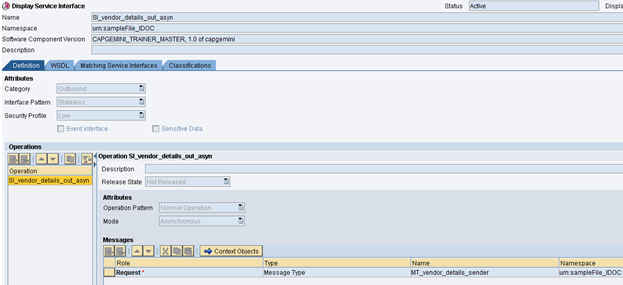 Display Service Interface Status Active Displa
Name SI_vendor_details_out_asyn
Namespace urn:sampleFile_IDOC
Software Component Version CAPGEMINI_TRAINER_MASTER, 1.0 of capgemini
Description
Definition WSDL Matching Service Interfaces Classifications
Attributes
Category Outbound
Interface Pattern Stateless
Security Profile Low
Event interface Sensitive Data
Operations
Operation SI_vendor_details_out_asyn
Description
Operation
Release State Not Released
SI_vendor_details_out_asyn
Attributes
Operation Pattern Normal Operation
Mode Asynchronous
Messages
Context Objects
Role Type Name Namespace
Request * Message Type MT_vendor_details_sender urn:sampleFile_IDOC